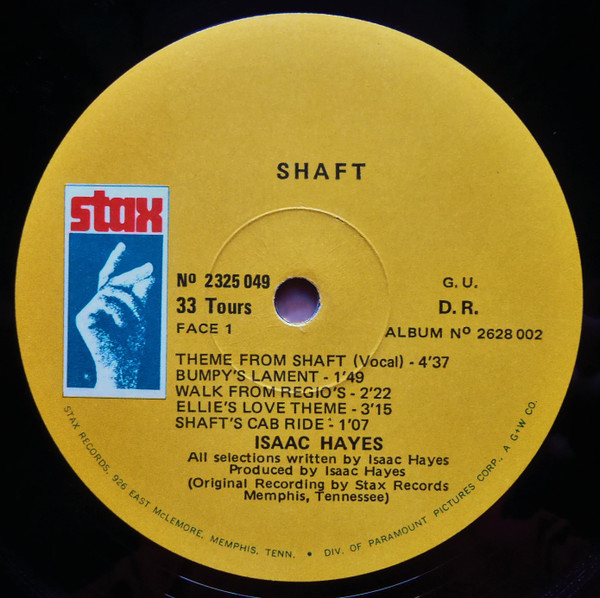 SHAFT
stax
Nº 2325 049
G. U.
33 Tours
D. R.
FACE 1
ALBUM Nº 2628 002
THEME FROM SHAFT (Vocal) - 4'37
BUMPY'S LAMENT - 1'49
WALK FROM REGIO'S - 2'22
ELLIE'S LOVE THEME - 3'15
SHAFT'S CAB RIDE - 1'07
ISAAC HAYES
All selections written by Isaac Hayes
Produced by Isaac Hayes
(Original Recording by Stax Records
Memphis, Tennessee)
STAX RECORDS, 926 EAST McLEMORE, MEMPHIS, TENN. • DIV. OF PARAMOUNT PICTURES CORP., A G+W CO.